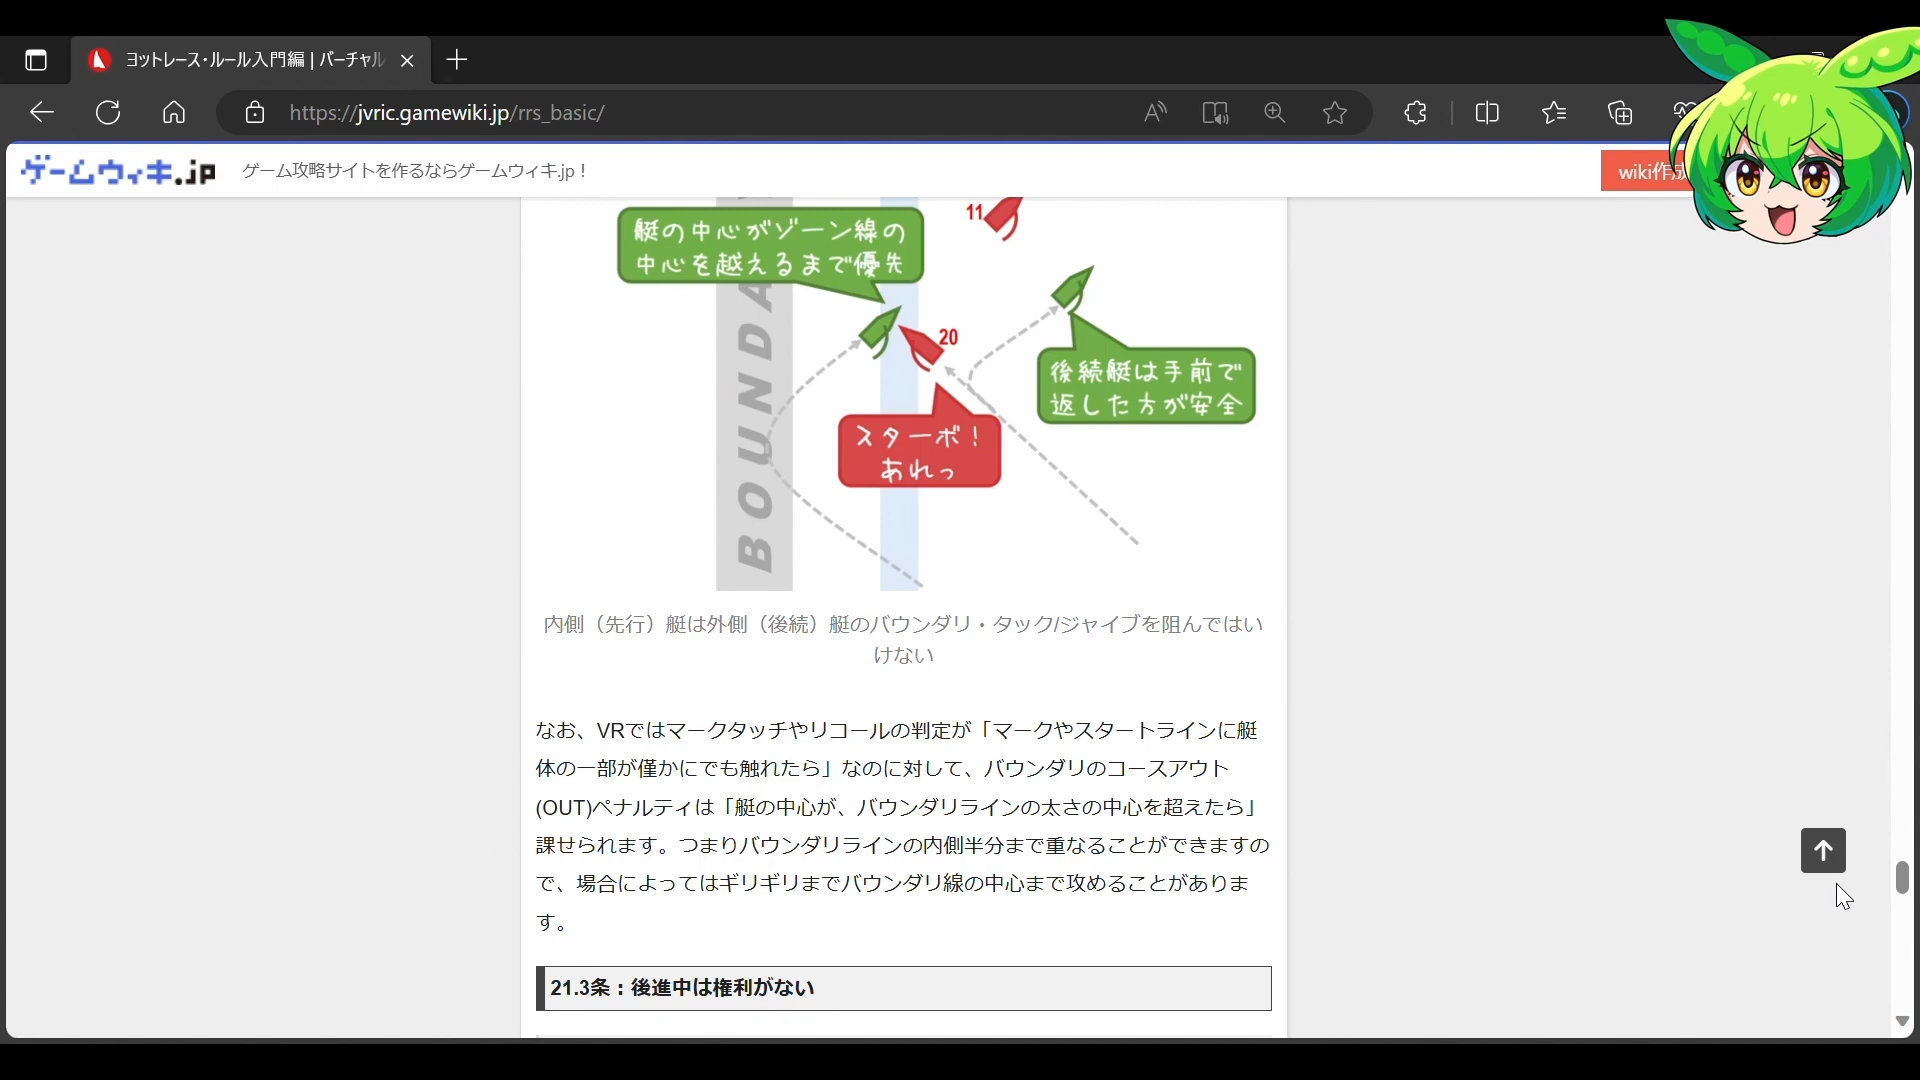 ヨットレース・ルール入門編 | バーチャル
https://jvric.gamewiki.jp/rrs_basic/
ゲームウィキ.jp
ゲーム攻略サイトを作るならゲームウィキ.jp！
11
艇の中心がゾーン線の
中心を越えるまで優先
20
後続艇は手前で
返した方が安全
スターボ！
あれっ
BOUNDA
内側（先行）艇は外側（後続）艇のバウンダリ・タック/ジャイブを阻んではい
けない
なお、VRではマークタッチやリコールの判定が「マークやスタートラインに艇
体の一部が僅かにでも触れたら」なのに対して、バウンダリのコースアウト
(OUT)ペナルティは「艇の中心が、バウンダリラインの太さの中心を超えたら」
課せられます。つまりバウンダリラインの内側半分まで重なることができますの
で、場合によってはギリギリまでバウンダリ線の中心まで攻めることがありま
す。
21.3条：後進中は権利がない